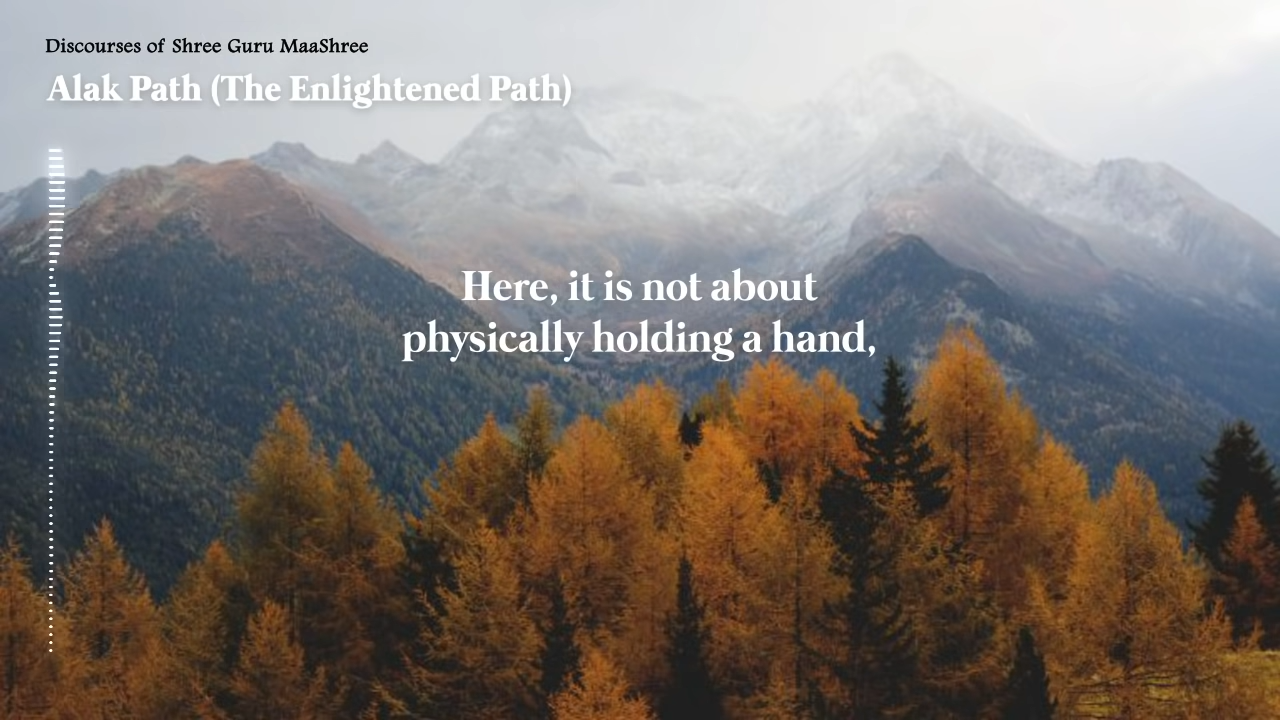 Discourses of Shree Guru MaaShree
Alak Path (The Enlightened Path)
Here, it is not about
physically holding a hand,